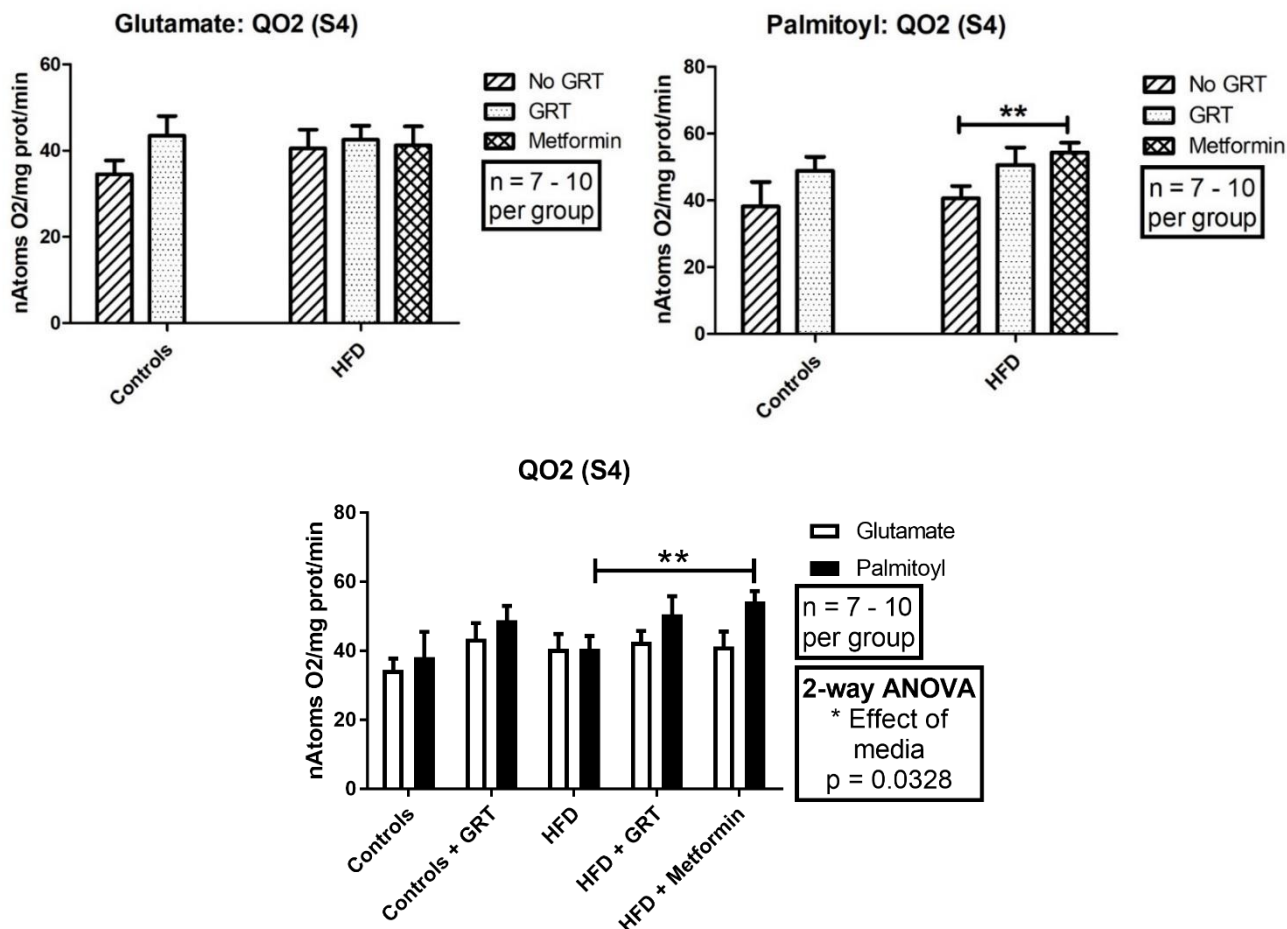 Glutamate: QO2 (S4)
nAtoms O2/mg prot/min
60
40
20
0
Controls
HFD
No GRT
GRT
Metformin
n = 7 - 10
per group
Palmitoyl: QO2 (S4)
nAtoms O2/mg prot/min
80
60
40
20
0
**
Controls
HFD
No GRT
GRT
Metformin
n = 7 - 10
per group
QO2 (S4)
nAtoms O2/mg prot/min
80
60
40
20
0
**
Controls
Controls + GRT
HFD
HFD + GRT
HFD + Metformin
Glutamate
Palmitoyl
n = 7 - 10
per group
2-way ANOVA
* Effect of
media
p = 0.0328